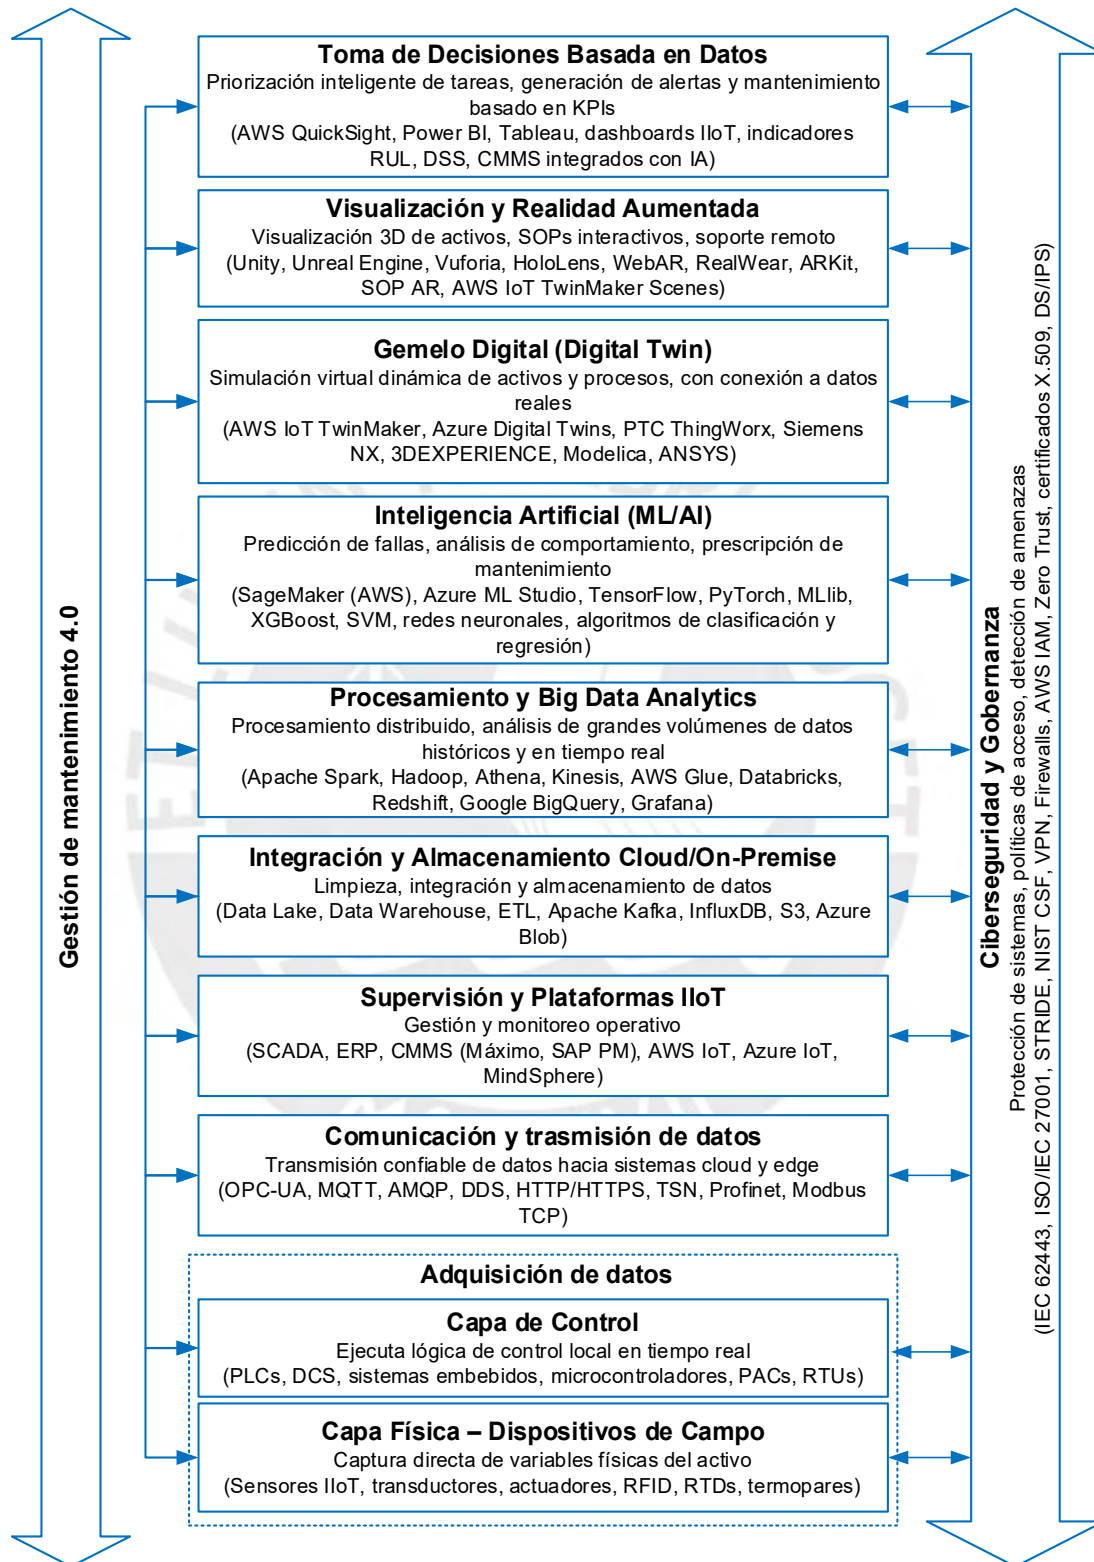 Gestión de mantenimiento 4.0
Toma de Decisiones Basada en Datos
Priorización inteligente de tareas, generación de alertas y mantenimiento
basado en KPIs
(AWS QuickSight, Power BI, Tableau, dashboards IIoT, indicadores
RUL, DSS, CMMS integrados con IA)
Visualización y Realidad Aumentada
Visualización 3D de activos, SOPs interactivos, soporte remoto
(Unity, Unreal Engine, Vuforia, HoloLens, WebAR, RealWear, ARKit,
SOP AR, AWS IoT TwinMaker Scenes)
Gemelo Digital (Digital Twin)
Simulación virtual dinámica de activos y procesos, con conexión a datos
reales
(AWS IoT TwinMaker, Azure Digital Twins, PTC ThingWorx, Siemens
NX, 3DEXPERIENCE, Modelica, ANSYS)
Inteligencia Artificial (ML/AI)
Predicción de fallas, análisis de comportamiento, prescripción de
mantenimiento
(SageMaker (AWS), Azure ML Studio, TensorFlow, PyTorch, MLlib,
XGBoost, SVM, redes neuronales, algoritmos de clasificación y
regresión)
Procesamiento y Big Data Analytics
Procesamiento distribuido, análisis de grandes volúmenes de datos
históricos y en tiempo real
(Apache Spark, Hadoop, Athena, Kinesis, AWS Glue, Databricks,
Redshift, Google BigQuery, Grafana)
Integración y Almacenamiento Cloud/On-Premise
Limpieza, integración y almacenamiento de datos
(Data Lake, Data Warehouse, ETL, Apache Kafka, InfluxDB, S3, Azure
Blob)
Supervisión y Plataformas IIoT
Gestión y monitoreo operativo
(SCADA, ERP, CMMS (Máximo, SAP PM), AWS IoT, Azure IoT,
MindSphere)
Comunicación y trasmisión de datos
Transmisión confiable de datos hacia sistemas cloud y edge
(OPC-UA, MQTT, AMQP, DDS, HTTP/HTTPS, TSN, Profinet, Modbus
TCP)
Adquisición de datos
Capa de Control
Ejecuta lógica de control local en tiempo real
(PLCs, DCS, sistemas embebidos, microcontroladores, PACs, RTUs)
Capa Física – Dispositivos de Campo
Captura directa de variables físicas del activo
(Sensores IIoT, transductores, actuadores, RFID, RTDs, termopares)
Ciberseguridad y Gobernanza
Protección de sistemas, políticas de acceso, detección de amenazas
(IEC 62443, ISO/IEC 27001, STRIDE, NIST CSF, VPN, Firewalls, AWS IAM, Zero Trust, certificados X.509, DS/IPS)